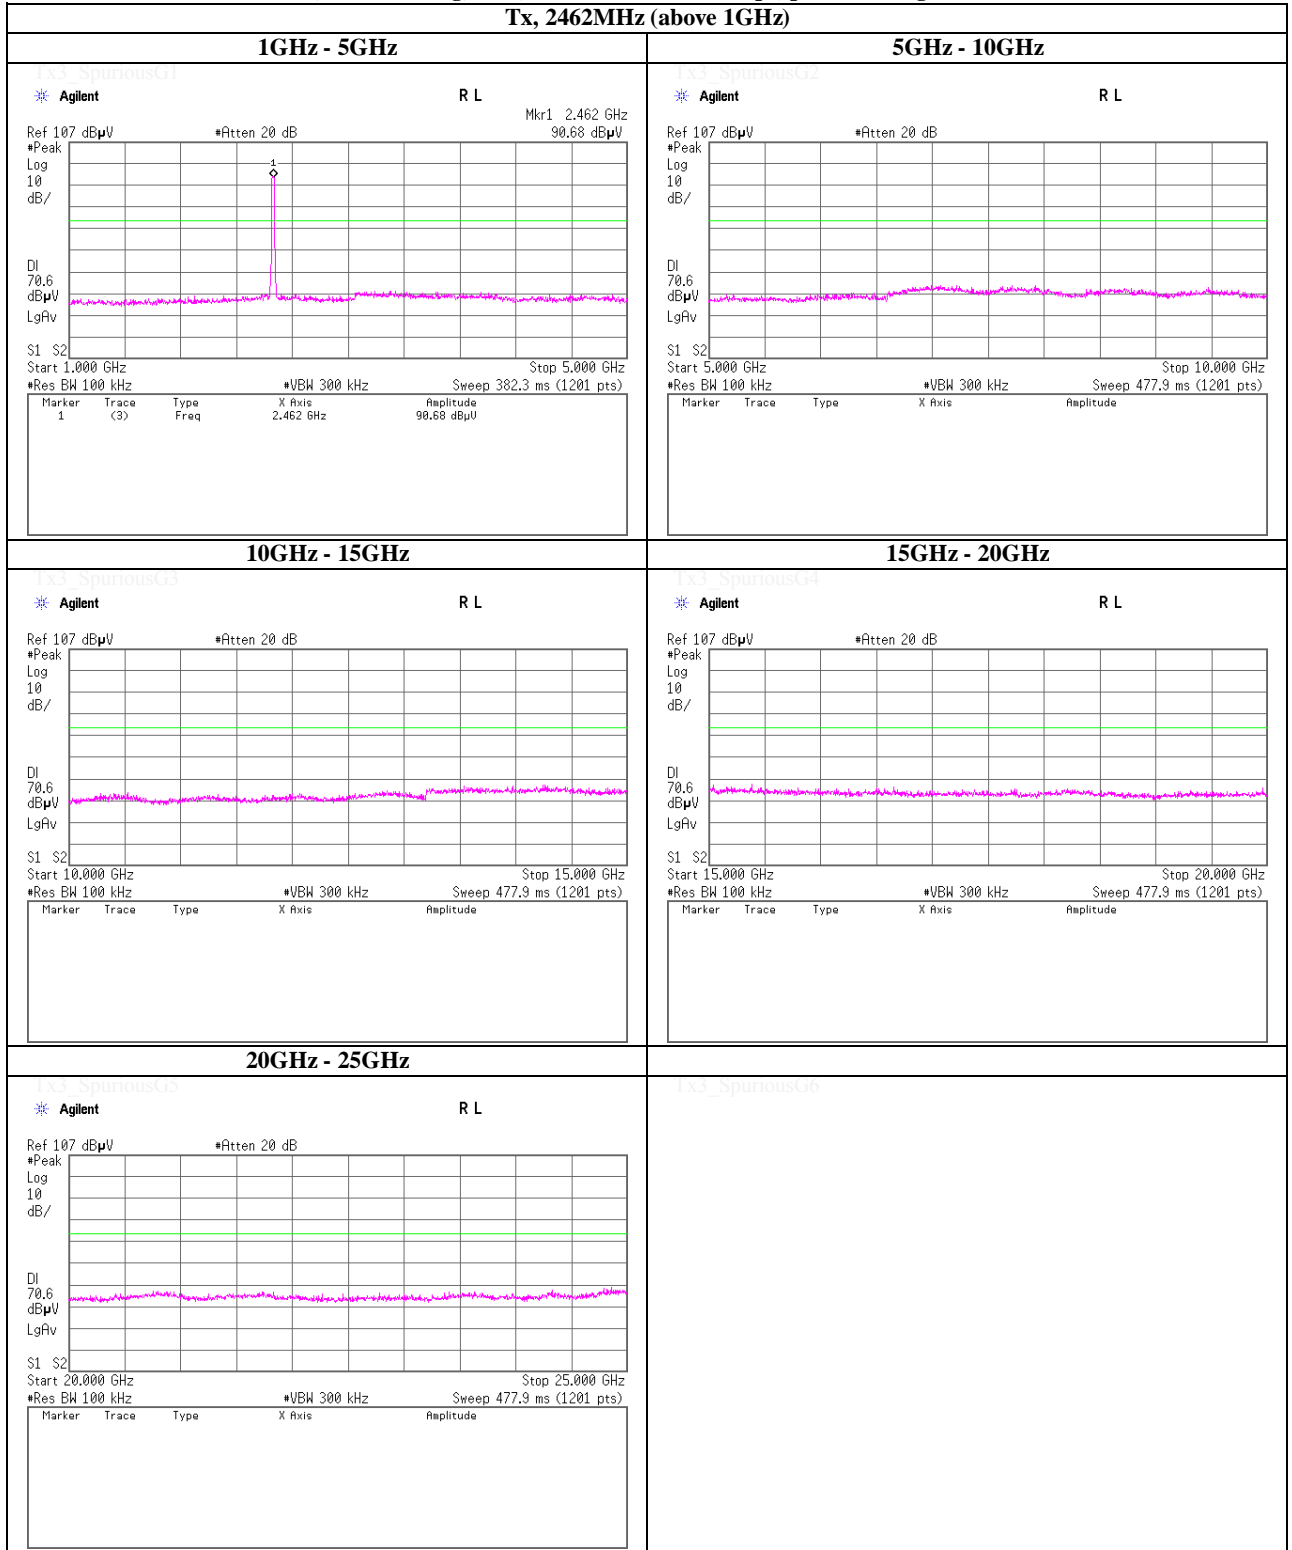 Tx, 2462MHz (above 1GHz)
1GHz - 5GHz
5GHz - 10GHz
Tx3_SpuriousG1
Agilent
R L
Mkr1 2.462 GHz
Ref 107 dBµV
#Atten 20 dB
90.68 dBµV
#Peak
Log
10
dB/
1
DI
70.6
dBµV
LgAv
S1 S2
Start 1.000 GHz
Stop 5.000 GHz
#Res BW 100 kHz
#VBW 300 kHz
Sweep 382.3 ms (1201 pts)
Marker Trace Type X Axis Amplitude
1 (3) Freq 2.462 GHz 90.68 dBµV
Tx3_SpuriousG2
Agilent
R L
Ref 107 dBµV
#Atten 20 dB
#Peak
Log
10
dB/
DI
70.6
dBµV
LgAv
S1 S2
Start 5.000 GHz
Stop 10.000 GHz
#Res BW 100 kHz
#VBW 300 kHz
Sweep 477.9 ms (1201 pts)
Marker Trace Type X Axis Amplitude
10GHz - 15GHz
15GHz - 20GHz
Tx3_SpuriousG3
Agilent
R L
Ref 107 dBµV
#Atten 20 dB
#Peak
Log
10
dB/
DI
70.6
dBµV
LgAv
S1 S2
Start 10.000 GHz
Stop 15.000 GHz
#Res BW 100 kHz
#VBW 300 kHz
Sweep 477.9 ms (1201 pts)
Marker Trace Type X Axis Amplitude
Tx3_SpuriousG4
Agilent
R L
Ref 107 dBµV
#Atten 20 dB
#Peak
Log
10
dB/
DI
70.6
dBµV
LgAv
S1 S2
Start 15.000 GHz
Stop 20.000 GHz
#Res BW 100 kHz
#VBW 300 kHz
Sweep 477.9 ms (1201 pts)
Marker Trace Type X Axis Amplitude
20GHz - 25GHz
Tx3_SpuriousG5
Agilent
R L
Ref 107 dBµV
#Atten 20 dB
#Peak
Log
10
dB/
DI
70.6
dBµV
LgAv
S1 S2
Start 20.000 GHz
Stop 25.000 GHz
#Res BW 100 kHz
#VBW 300 kHz
Sweep 477.9 ms (1201 pts)
Marker Trace Type X Axis Amplitude
Tx3_SpuriousG6